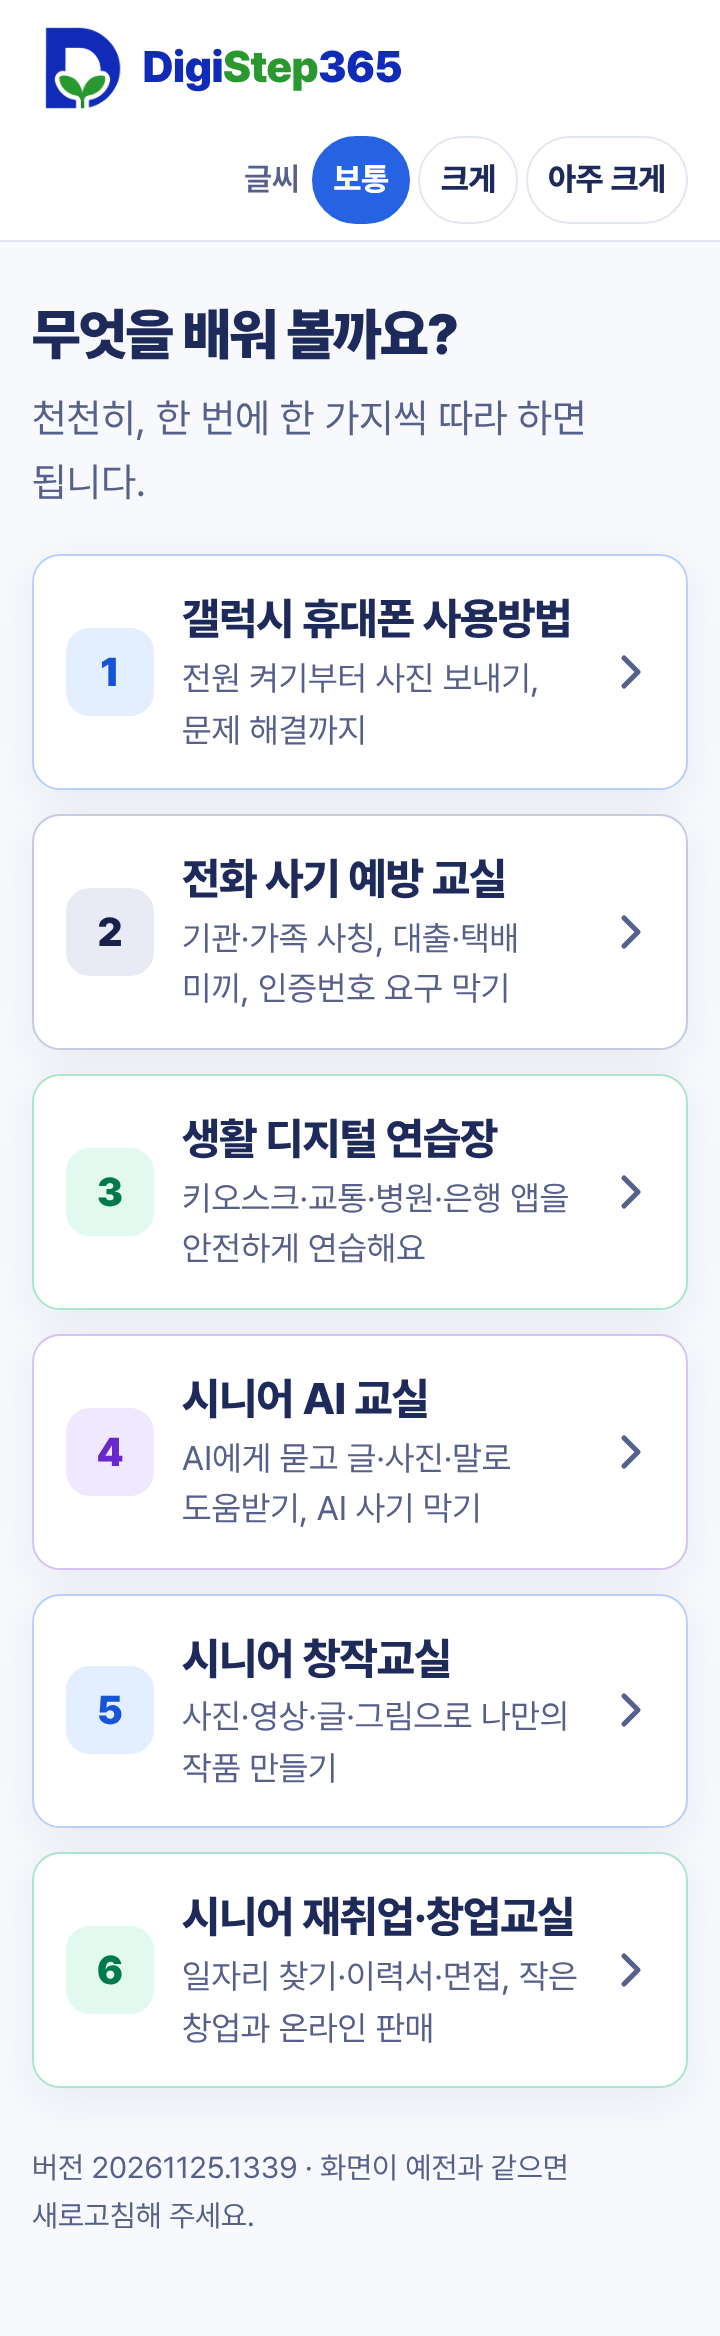 DigiStep365
글씨 보통 크게 아주 크게
무엇을 배워 볼까요?
천천히, 한 번에 한 가지씩 따라 하면
됩니다.
1
갤럭시 휴대폰 사용방법
전원 켜기부터 사진 보내기,
문제 해결까지
2
전화 사기 예방 교실
기관·가족 사칭, 대출·택배
미끼, 인증번호 요구 막기
3
생활 디지털 연습장
키오스크·교통·병원·은행 앱을
안전하게 연습해요
4
시니어 AI 교실
AI에게 묻고 글·사진·말로
도움받기, AI 사기 막기
5
시니어 창작교실
사진·영상·글·그림으로 나만의
작품 만들기
6
시니어 재취업·창업교실
일자리 찾기·이력서·면접, 작은
창업과 온라인 판매
버전 20261125.1339 · 화면이 예전과 같으면
새로고침해 주세요.